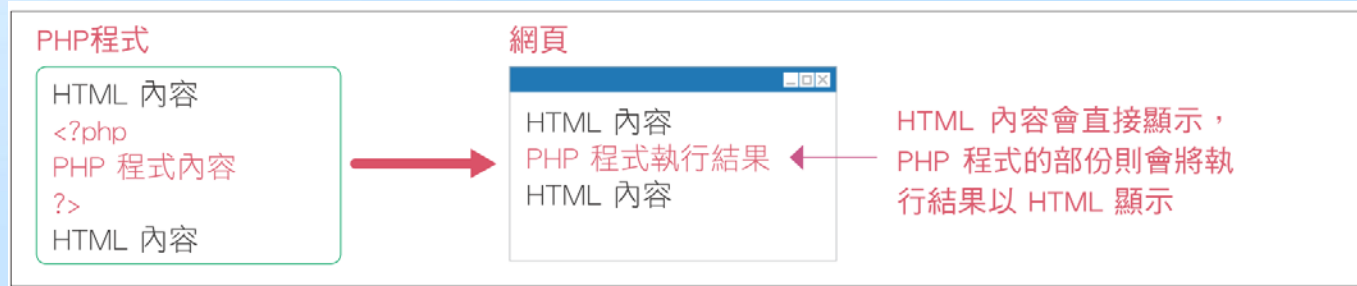 PHP程式
HTML 內容
<?php
PHP 程式內容
?>
HTML 內容
網頁
HTML 內容
PHP 程式執行結果
HTML 內容
HTML 內容會直接顯示，
PHP 程式的部份則會將執
行結果以 HTML 顯示